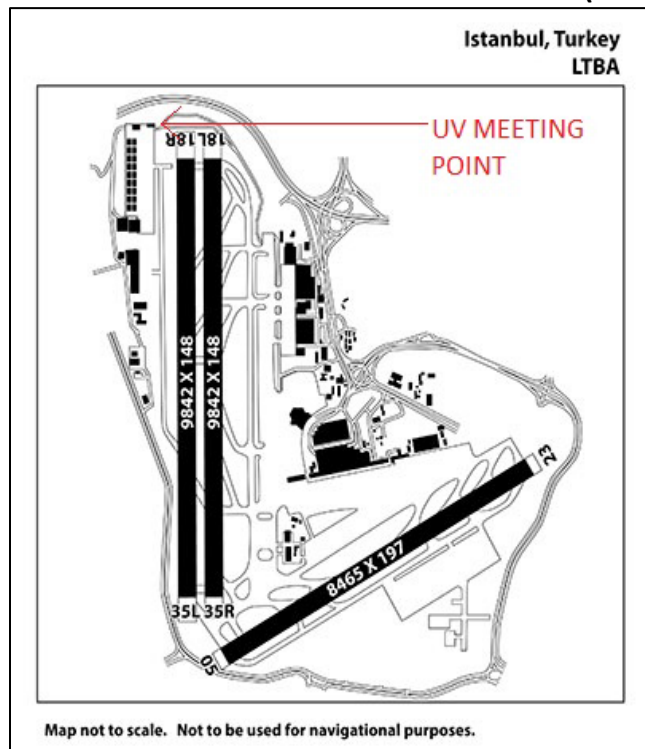 Istanbul, Turkey
LTBA
UV MEETING
POINT
18R
18L
9842 X 148
9842 X 148
23
8465 X 197
35L
35R
05
Map not to scale. Not to be used for navigational purposes.